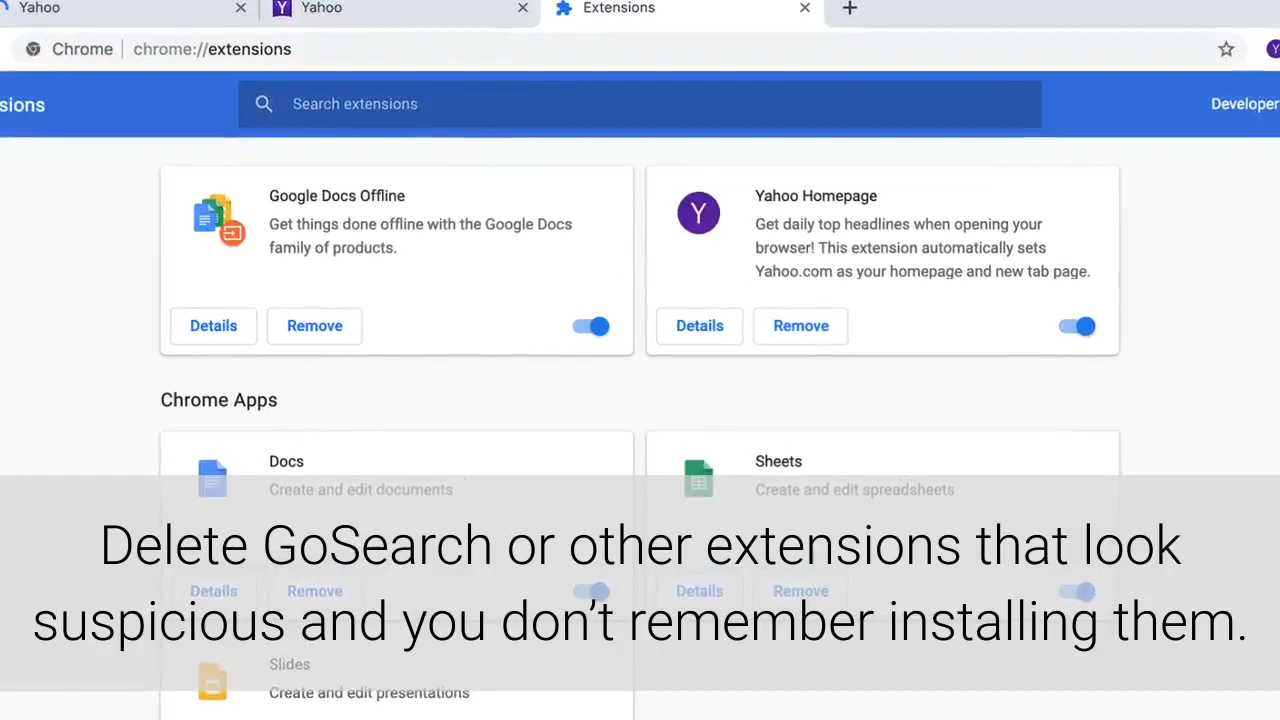 Yahoo
Yahoo
Extensions
Chrome chrome://extensions
sions
Search extensions
Developer
Google Docs Offline
Get things done offline with the Google Docs
family of products.
Details Remove
Y
Yahoo Homepage
Get daily top headlines when opening your
browser! This extension automatically sets
Yahoo.com as your homepage and new tab page.
Details Remove
Chrome Apps
Docs
Create and edit documents
Details Remove
Sheets
Create and edit spreadsheets
Details Remove
Slides
Create and edit presentations
Delete GoSearch or other extensions that look
suspicious and you don’t remember installing them.